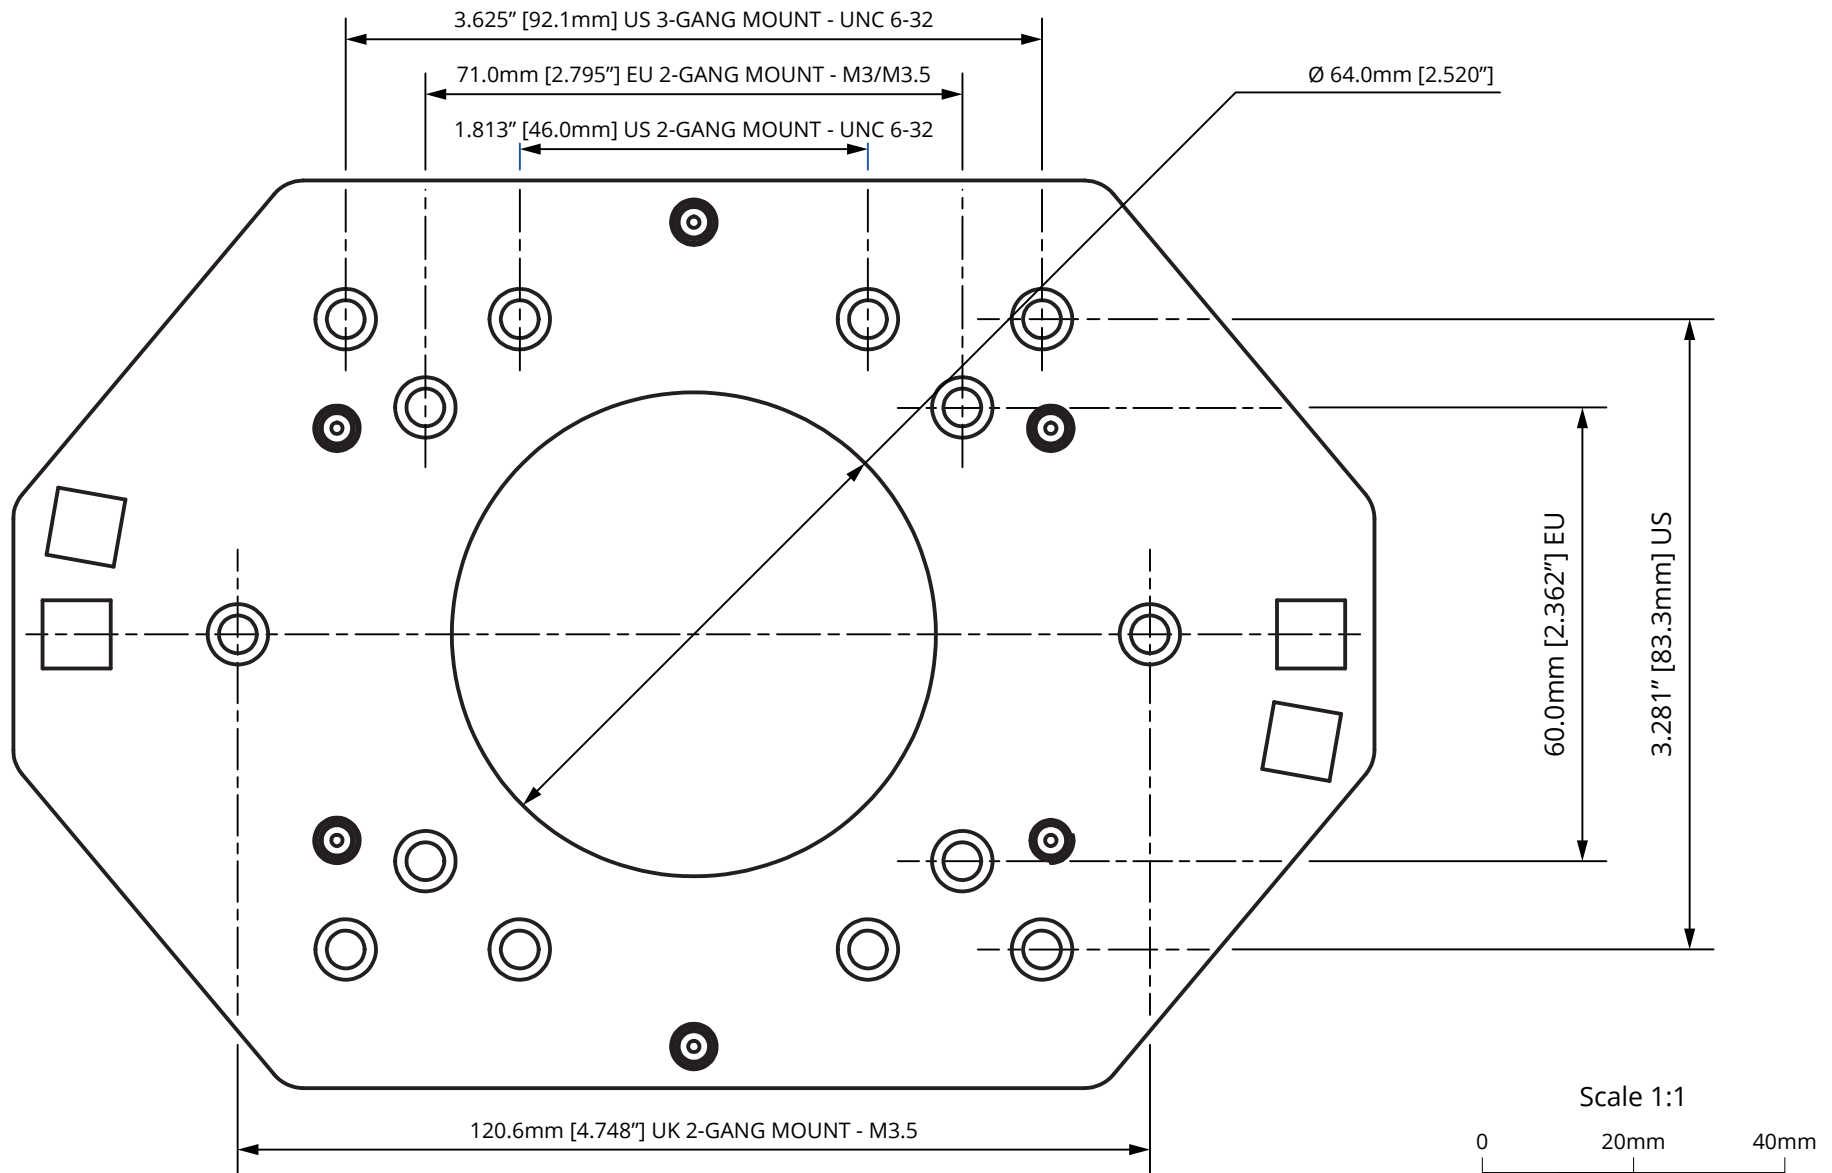 3.625” [92.1mm] US 3-GANG MOUNT - UNC 6-32
71.0mm [2.795”] EU 2-GANG MOUNT - M3/M3.5
Ø 64.0mm [2.520”]
1.813” [46.0mm] US 2-GANG MOUNT - UNC 6-32
60.0mm [2.362”] EU
3.281” [83.3mm] US
Scale 1:1
120.6mm [4.748”] UK 2-GANG MOUNT - M3.5
0 20mm 40mm